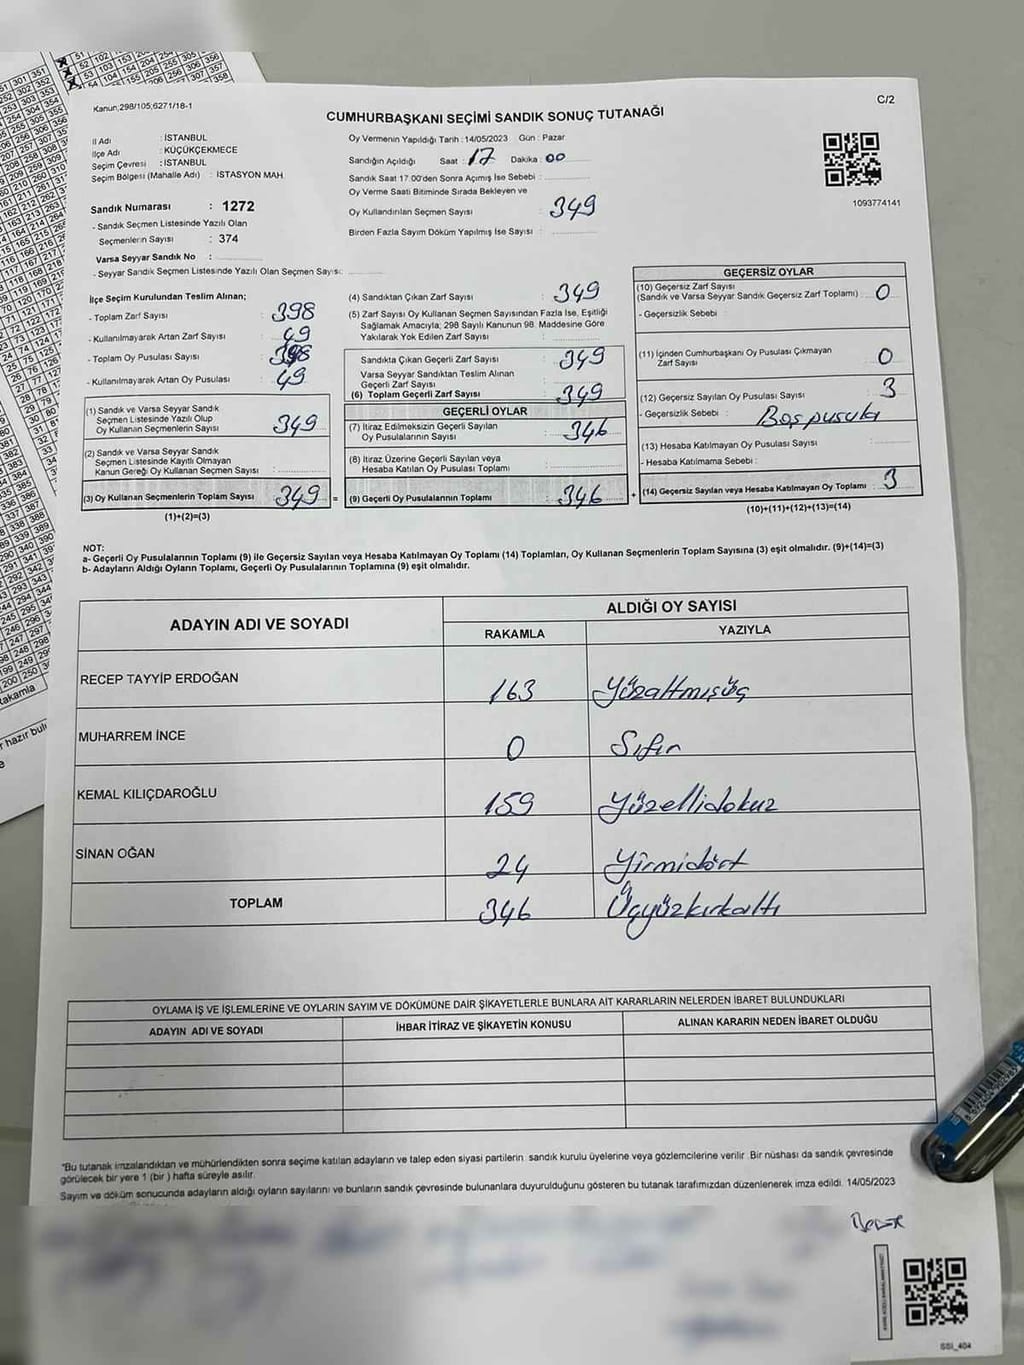 Kanun;298/105;6271/18-1
C/2
CUMHURBAŞKANI SEÇİMİ SANDIK SONUÇ TUTANAĞI
İl Adı : İSTANBUL
İlçe Adı : KÜÇÜKÇEKMECE
Seçim Çevresi : İSTANBUL
Seçim Bölgesi (Mahalle Adı) : İSTASYON MAH.
Sandık Numarası : 1272
- Sandık Seçmen Listesinde Yazılı Olan
Seçmenlerin Sayısı : 374
Varsa Seyyar Sandık No :
- Seyyar Sandık Seçmen Listesinde Yazılı Olan Seçmen Sayısı:
Oy Vermenin Yapıldığı Tarih :14/05/2023 Gün : Pazar
Sandığın Açıldığı Saat : 17 Dakika : 00
Sandık Saat 17:00'den Sonra Açılmış İse Sebebi :
Oy Verme Saati Bitiminde Sırada Bekleyen ve
Oy Kullandırılan Seçmen Sayısı : 349
Birden Fazla Sayım Döküm Yapılmış İse Sayısı :
1093774141
İlçe Seçim Kurulundan Teslim Alınan;
- Toplam Zarf Sayısı : 398
- Kullanılmayarak Artan Zarf Sayısı : 49
- Toplam Oy Pusulası Sayısı : 398
- Kullanılmayarak Artan Oy Pusulası : 49
(1) Sandık ve Varsa Seyyar Sandık
Seçmen Listesinde Yazılı Olup
Oy Kullanan Seçmenlerin Sayısı : 349
(2) Sandık ve Varsa Seyyar Sandık
Seçmen Listesinde Kayıtlı Olmayan
Kanun Gereği Oy Kullanan Seçmen Sayısı :
(3) Oy Kullanan Seçmenlerin Toplam Sayısı : 349 =
(1)+(2)=(3)
(4) Sandıktan Çıkan Zarf Sayısı : 349
(5) Zarf Sayısı Oy Kullanan Seçmen Sayısından Fazla İse, Eşitliği
Sağlamak Amacıyla; 298 Sayılı Kanunun 98. Maddesine Göre
Yakılarak Yok Edilen Zarf Sayısı :
Sandıkta Çıkan Geçerli Zarf Sayısı : 349
Varsa Seyyar Sandıktan Teslim Alınan
Geçerli Zarf Sayısı :
(6) Toplam Geçerli Zarf Sayısı : 349
GEÇERLİ OYLAR
(7) İtiraz Edilmeksizin Geçerli Sayılan
Oy Pusulalarının Sayısı : 346
(8) İtiraz Üzerine Geçerli Sayılan veya
Hesaba Katılan Oy Pusulası Toplamı :
(9) Geçerli Oy Pusulalarının Toplamı : 346 +
GEÇERSİZ OYLAR
(10) Geçersiz Zarf Sayısı
(Sandık ve Varsa Seyyar Sandık Geçersiz Zarf Toplamı) : 0
- Geçersizlik Sebebi :
(11) İçinden Cumhurbaşkanı Oy Pusulası Çıkmayan
Zarf Sayısı : 0
(12) Geçersiz Sayılan Oy Pusulası Sayısı : 3
- Geçersizlik Sebebi : Boş pusula
(13) Hesaba Katılmayan Oy Pusulası Sayısı :
- Hesaba Katılmama Sebebi :
(14) Geçersiz Sayılan veya Hesaba Katılmayan Oy Toplamı : 3
(10)+(11)+(12)+(13)=(14)
NOT:
a- Geçerli Oy Pusulalarının Toplamı (9) ile Geçersiz Sayılan veya Hesaba Katılmayan Oy Toplamı (14) Toplamları, Oy Kullanan Seçmenlerin Toplam Sayısına (3) eşit olmalıdır. (9)+(14)=(3)
b- Adayların Aldığı Oyların Toplamı, Geçerli Oy Pusulalarının Toplamına (9) eşit olmalıdır.
ADAYIN ADI VE SOYADI
ALDIĞI OY SAYISI
RAKAMLA YAZIYLA
RECEP TAYYİP ERDOĞAN 163 Yüzaltmışüç
MUHARREM İNCE 0 Sıfır
KEMAL KILIÇDAROĞLU 159 Yüzellidokuz
SİNAN OĞAN 24 Yirmidört
TOPLAM 346 Üçyüzkırkaltı
OYLAMA İŞ VE İŞLEMLERİNE VE OYLARIN SAYIM VE DÖKÜMÜNE DAİR ŞİKAYETLERLE BUNLARA AİT KARARLARIN NELERDEN İBARET BULUNDUKLARI
ADAYIN ADI VE SOYADI İHBAR İTİRAZ VE ŞİKAYETİN KONUSU ALINAN KARARIN NEDEN İBARET OLDUĞU
*Bu tutanak imzalandıktan ve mühürlendikten sonra seçime katılan adayların ve talep eden siyasi partilerin sandık kurulu üyelerine veya gözlemcilerine verilir. Bir nüshası da sandık çevresinde
görülecek bir yere 1 (bir) hafta süreyle asılır.
Sayım ve döküm sonucunda adayların aldığı oyların sayılarını ve bunların sandık çevresinde bulunanlara duyurulduğunu gösteren bu tutanak tarafımızdan düzenlenerek imza edildi. 14/05/2023
SSI_404